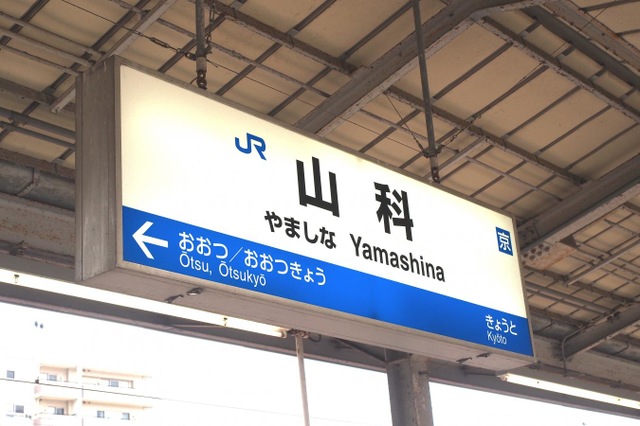 JR
山科
京
やましな Yamashina
← おおつ/おおつきょう
Ōtsu, Ōtsukyō
きょうと
Kyōto